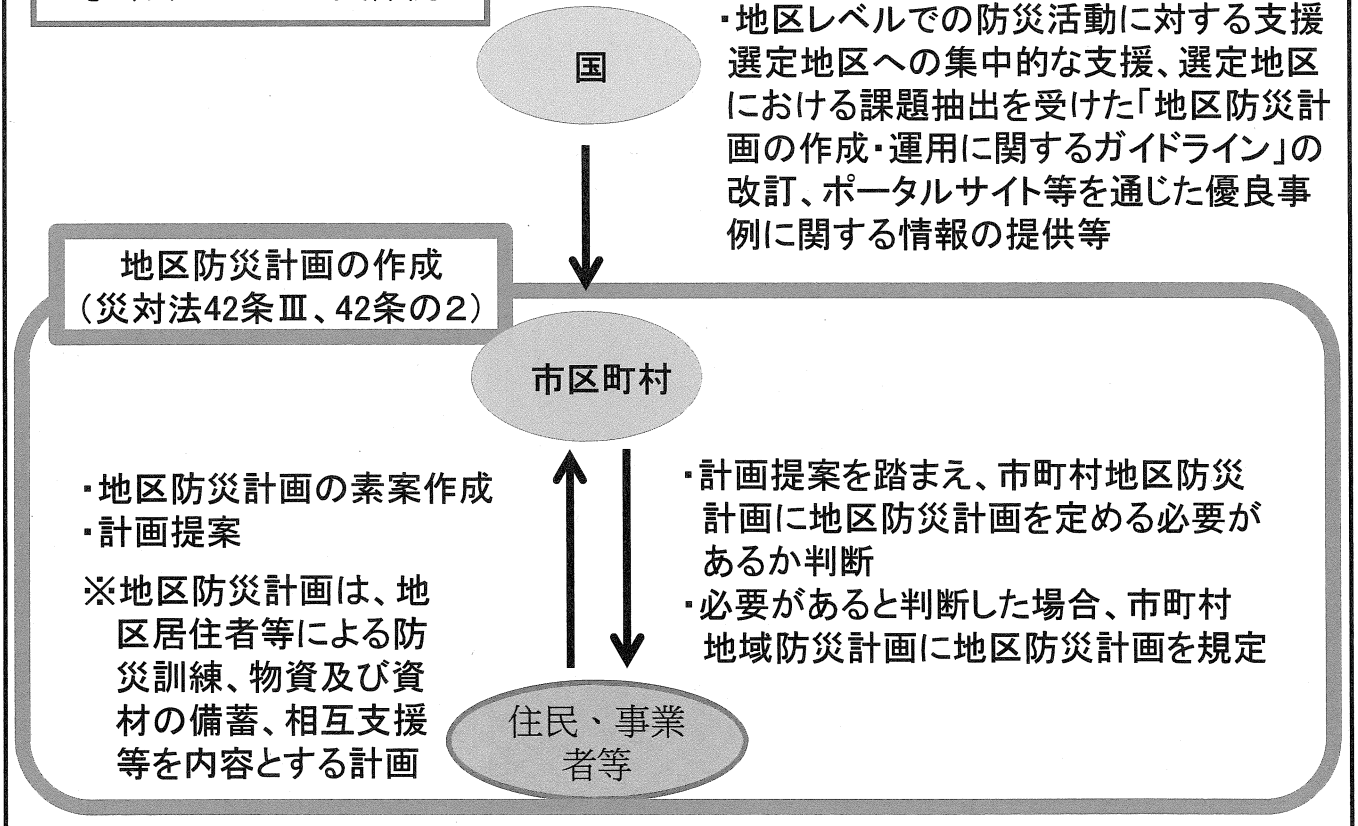 国
・地区レベルでの防災活動に対する支援
選定地区への集中的な支援、選定地区
における課題抽出を受けた「地区防災計
画の作成・運用に関するガイドライン」の
改訂、ポータルサイト等を通じた優良事
例に関する情報の提供等
地区防災計画の作成
（災対法42条Ⅲ、42条の２）
市区町村
・地区防災計画の素案作成
・計画提案
※地区防災計画は、地
区居住者等による防
災訓練、物資及び資
材の備蓄、相互支援
等を内容とする計画
・計画提案を踏まえ、市町村地区防災
計画に地区防災計画を定める必要が
あるか判断
・必要があると判断した場合、市町村
地域防災計画に地区防災計画を規定
住民・事業
者等